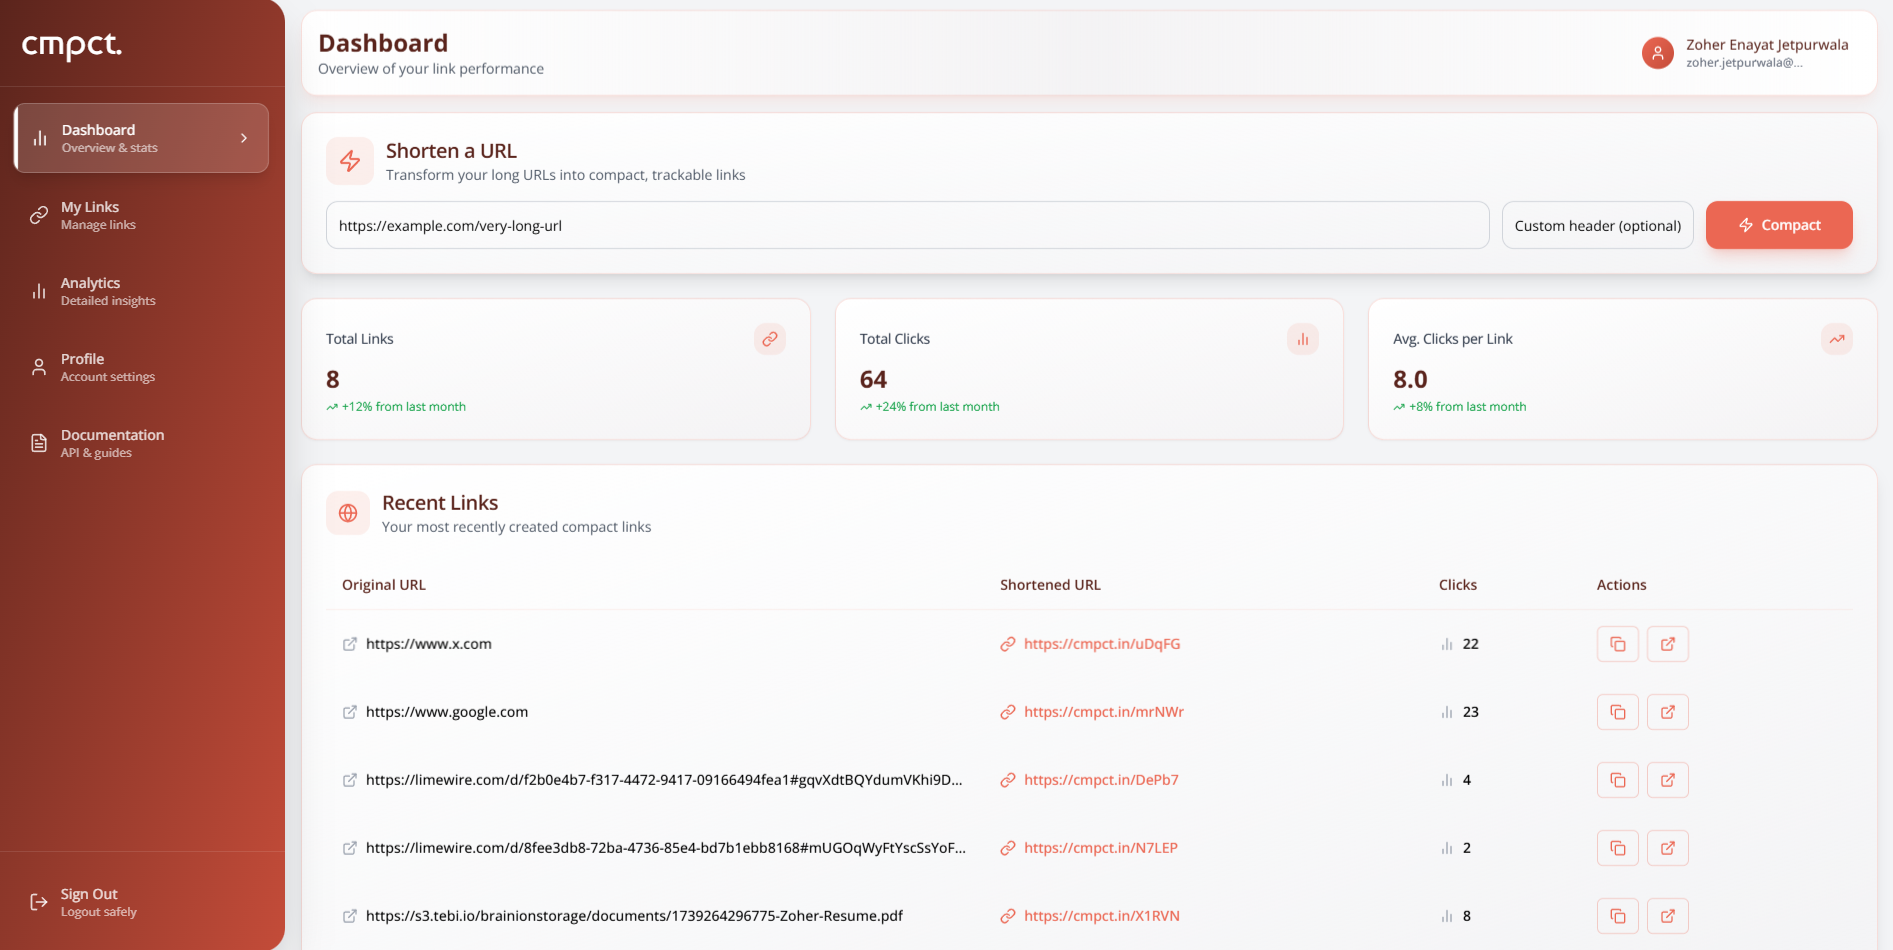 cmpct.
Dashboard
Overview & stats
My Links
Manage links
Analytics
Detailed insights
Profile
Account settings
Documentation
API & guides
Sign Out
Logout safely
Dashboard
Overview of your link performance
Zoher Enayat Jetpurwala
zoher.jetpurwala@...
Shorten a URL
Transform your long URLs into compact, trackable links
https://example.com/very-long-url
Custom header (optional)
Compact
Total Links
8
+12% from last month
Total Clicks
64
+24% from last month
Avg. Clicks per Link
8.0
+8% from last month
Recent Links
Your most recently created compact links
Original URL Shortened URL Clicks Actions
https://www.x.com https://cmpct.in/uDqFG 22
https://www.google.com https://cmpct.in/mrNWr 23
https://limewire.com/d/f2b0e4b7-f317-4472-9417-09166494fea1#gqvXdtBQYdumVKhi9D... https://cmpct.in/DePb7 4
https://limewire.com/d/8fee3db8-72ba-4736-85e4-bd7b1ebb8168#mUGOqWyFtYscSsYoF... https://cmpct.in/N7LEP 2
https://s3.tebi.io/brainionstorage/documents/1739264296775-Zoher-Resume.pdf https://cmpct.in/X1RVN 8